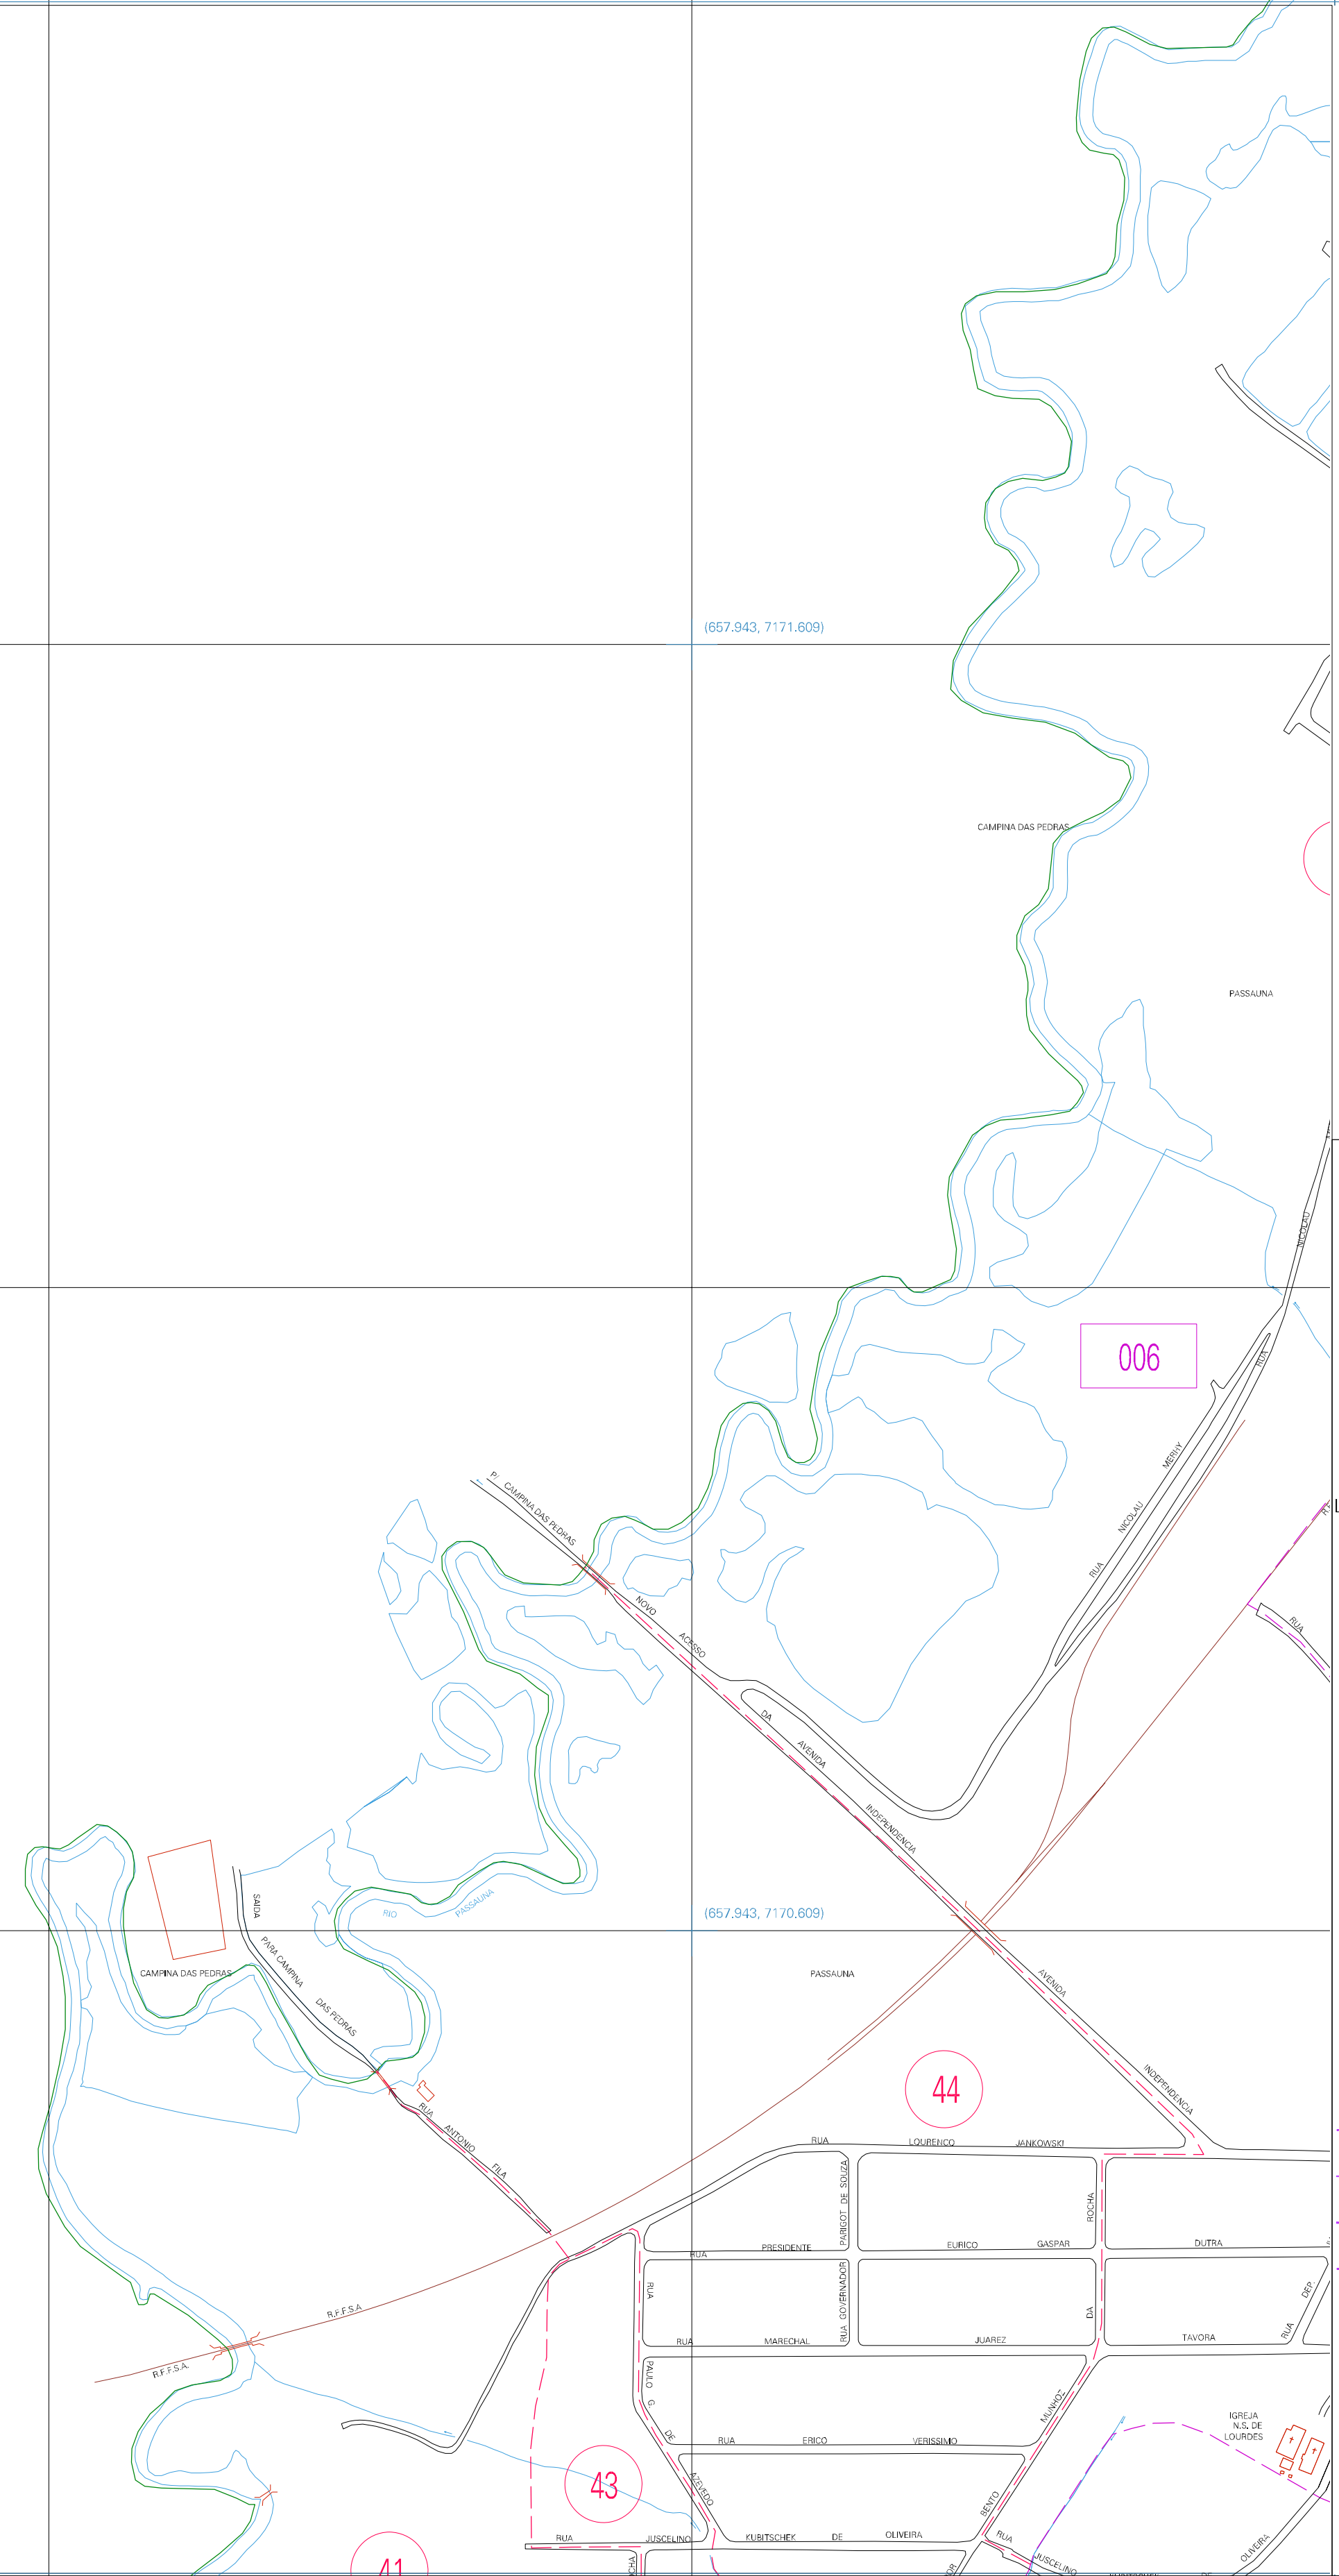 (657.943, 7171.609)
CAMPINA DAS PEDRAS
PASSAUNA
NICOLAU
RUA
006
RUA NICOLAU MERHY
P/ CAMPINA DAS PEDRAS
NOVO ACESSO DA AVENIDA INDEPENDENCIA
RUA
SAIDA PARA CAMPINA DAS PEDRAS
RIO PASSAUNA
(657.943, 7170.609)
CAMPINA DAS PEDRAS
PASSAUNA
AVENIDA INDEPENDENCIA
44
RUA ANTONIO FILA
RUA LOURENCO JANKOWSKI
RUA GOVERNADOR PARIGOT DE SOUZA
ROCHA
DA
MUNHOZ
BENTO
RUA PRESIDENTE EURICO GASPAR DUTRA
RUA DEP.
R.F.F.S.A.
R.F.F.S.A.
RUA MARECHAL JUAREZ TAVORA
RUA PAULO G. DE AZEVEDO
IGREJA
N.S. DE
LOURDES
RUA ERICO VERISSIMO
43
RUA JUSCELINO KUBITSCHEK DE OLIVEIRA
RUA JUSCELINO
OLIVEIRA
41